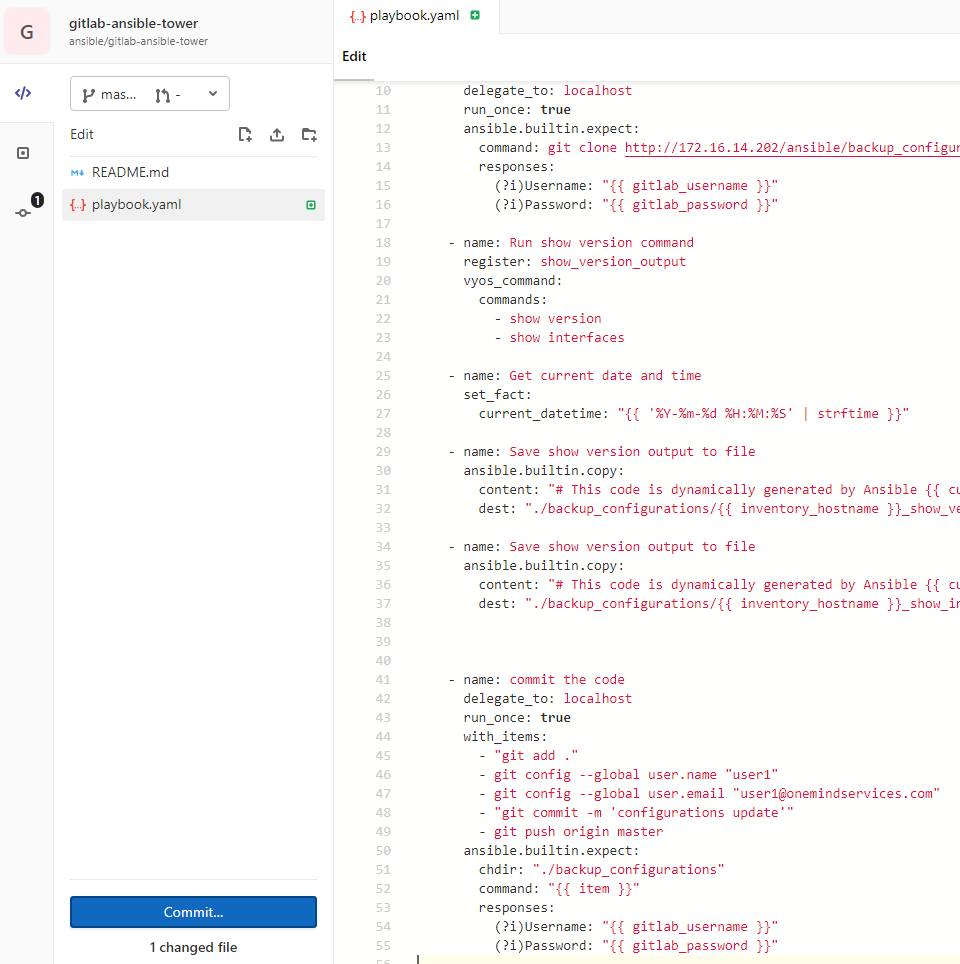 G
gitlab-ansible-tower
ansible/gitlab-ansible-tower
mas... -
Edit
README.md
{..} playbook.yaml
1
Commit...
1 changed file
{..} playbook.yaml
Edit
10 delegate_to: localhost
11 run_once: true
12 ansible.builtin.expect:
13 command: git clone http://172.16.14.202/ansible/backup_configur
14 responses:
15 (?i)Username: "{{ gitlab_username }}"
16 (?i)Password: "{{ gitlab_password }}"
17
18 - name: Run show version command
19 register: show_version_output
20 vyos_command:
21 commands:
22 - show version
23 - show interfaces
24
25 - name: Get current date and time
26 set_fact:
27 current_datetime: "{{ '%Y-%m-%d %H:%M:%S' | strftime }}"
28
29 - name: Save show version output to file
30 ansible.builtin.copy:
31 content: "# This code is dynamically generated by Ansible {{ cu
32 dest: "./backup_configurations/{{ inventory_hostname }}_show_ve
33
34 - name: Save show version output to file
35 ansible.builtin.copy:
36 content: "# This code is dynamically generated by Ansible {{ cu
37 dest: "./backup_configurations/{{ inventory_hostname }}_show_in
38
39
40
41 - name: commit the code
42 delegate_to: localhost
43 run_once: true
44 with_items:
45 - "git add ."
46 - git config --global user.name "user1"
47 - git config --global user.email "user1@onemindservices.com"
48 - "git commit -m 'configurations update'"
49 - git push origin master
50 ansible.builtin.expect:
51 chdir: "./backup_configurations"
52 command: "{{ item }}"
53 responses:
54 (?i)Username: "{{ gitlab_username }}"
55 (?i)Password: "{{ gitlab_password }}"
56